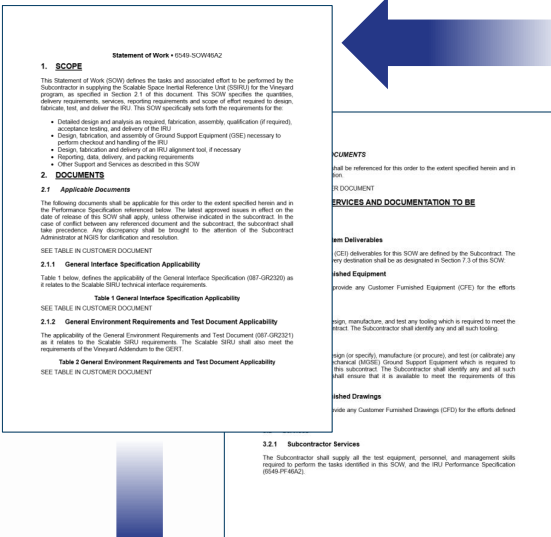 Statement of Work • 6549-SOW46A2
1. SCOPE
This Statement of Work (SOW) defines the tasks and associated effort to be performed by the
Subcontractor in supplying the Scalable Space Inertial Reference Unit (SSIRU) for the Vineyard
program, as specified in Section 2.1 of this document. This SOW specifies the quantities,
delivery requirements, services, reporting requirements and scope of effort required to design,
fabricate, test, and deliver the IRU. This SOW specifically sets forth the requirements for the:
• Detailed design and analysis as required, fabrication, assembly, qualification (if required),
acceptance testing, and delivery of the IRU
• Design, fabrication, and assembly of Ground Support Equipment (GSE) necessary to
perform checkout and handling of the IRU
• Design, fabrication and delivery of an IRU alignment tool, if necessary
• Reporting, data, delivery, and packing requirements
• Other Support and Services as described in this SOW
2. DOCUMENTS
2.1 Applicable Documents
The following documents shall be applicable for this order to the extent specified herein and in
the Performance Specification referenced below. The latest approved issues in effect on the
date of release of this SOW shall apply, unless otherwise indicated in the subcontract. In the
case of conflict between any referenced document and the subcontract, the subcontract shall
take precedence. Any discrepancy shall be brought to the attention of the Subcontract
Administrator at NGIS for clarification and resolution.
SEE TABLE IN CUSTOMER DOCUMENT
2.1.1 General Interface Specification Applicability
Table 1 below, defines the applicability of the General Interface Specification (087-GR2320) as
it relates to the Scalable SIRU technical interface requirements.
Table 1 General Interface Specification Applicability
SEE TABLE IN CUSTOMER DOCUMENT
2.1.2 General Environment Requirements and Test Document Applicability
The applicability of the General Environment Requirements and Test Document (087-GR2321)
as it relates to the Scalable SIRU. The Scalable SIRU shall also meet the
requirements of the Vineyard Addendum to the GERT.
Table 2 General Environment Requirements and Test Document Applicability
SEE TABLE IN CUSTOMER DOCUMENT
CUMENTS
hall be referenced for this order to the extent specified herein and in
ion.
ER DOCUMENT
ERVICES AND DOCUMENTATION TO BE
em Deliverables
(CEI) deliverables for this SOW are defined by the Subcontract. The
ery destination shall be as designated in Section 7.3 of this SOW:
ished Equipment
provide any Customer Furnished Equipment (CFE) for the efforts
esign, manufacture, and test any tooling which is required to meet the
ntract. The Subcontractor shall identify any and all such tooling.
sign (or specify), manufacture (or procure), and test (or calibrate) any
chanical (MGSE) Ground Support Equipment which is required to
this subcontract. The Subcontractor shall identify any and all such
shall ensure that it is available to meet the requirements of this
ished Drawings
vide any Customer Furnished Drawings (CFD) for the efforts defined
3.2.1 Subcontractor Services
The Subcontractor shall supply all the test equipment, personnel, and management skills
required to perform the tasks identified in this SOW, and the IRU Performance Specification
(6549-PF46A2).